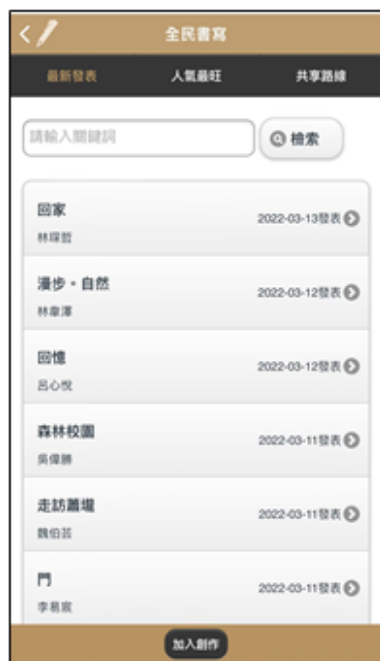 全民書寫
最新發表 人氣最旺 共享路線
請輸入關鍵詞 檢索
回家
2022-03-13發表
林琛哲
漫步。自然
2022-03-12發表
林韋澤
回憶
2022-03-12發表
呂心悅
森林校園
2022-03-11發表
吳偉勝
走訪蕭壠
2022-03-11發表
魏伯芸
門
2022-03-11發表
李易宸
加入創作